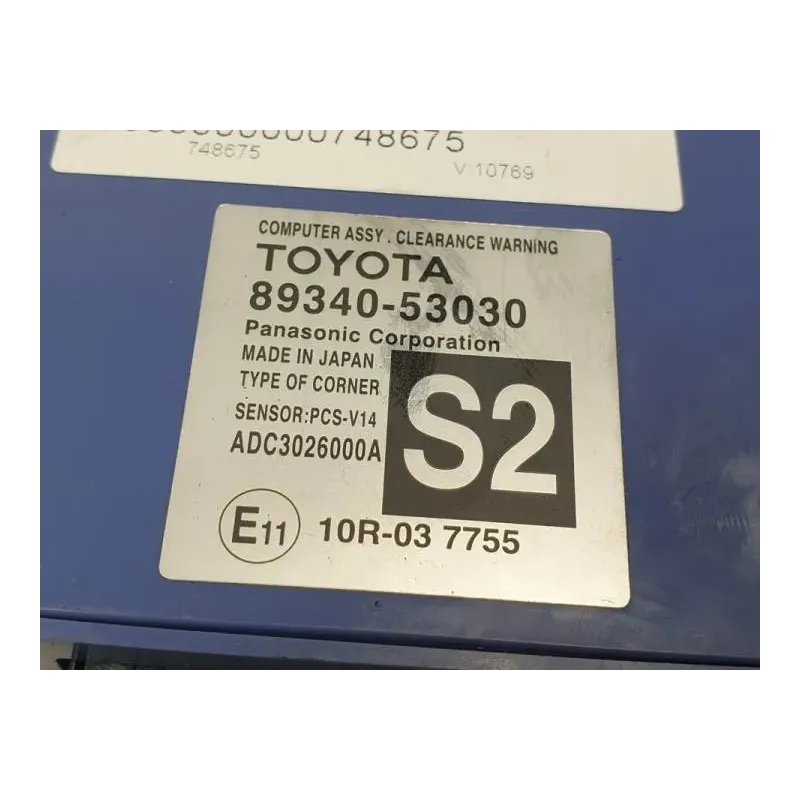 748675
748675 V:10769
COMPUTER ASSY . CLEARANCE WARNING
TOYOTA
89340-53030
Panasonic Corporation
MADE IN JAPAN
TYPE OF CORNER
SENSOR:PCS-V14
ADC3026000A
S2
E11 10R-03 7755